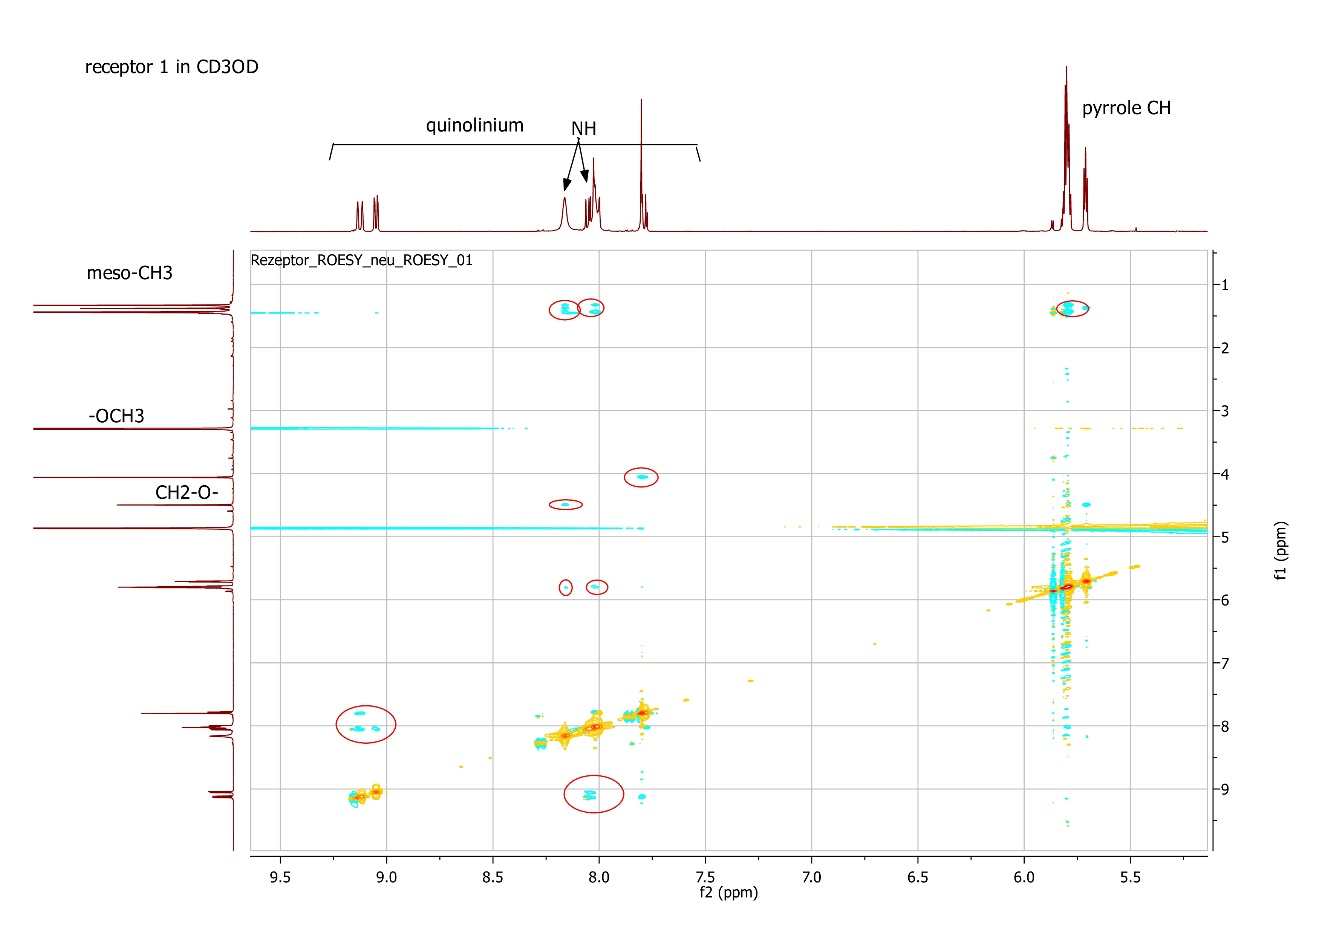 receptor 1 in CD3OD
pyrrole CH
quinolinium
NH
Rezeptor_ROESY_neu_ROESY_01
meso-CH3
-OCH3
CH2-O-
1
2
3
4
5
6
7
8
9
f1 (ppm)
9.5 9.0 8.5 8.0 7.5 7.0 6.5 6.0 5.5
f2 (ppm)